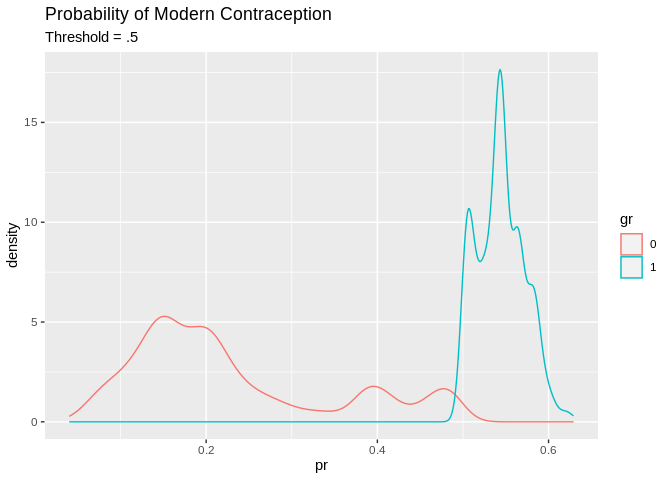 Probability of Modern Contraception
Threshold = .5
15
10
5
0
density
0.2
0.4
0.6
pr
gr
0
1